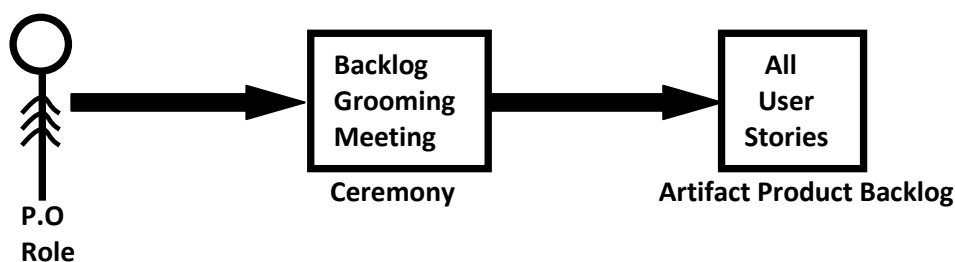 Backlog
Grooming
Meeting
All
User
Stories
Ceremony
Artifact Product Backlog
P.O
Role